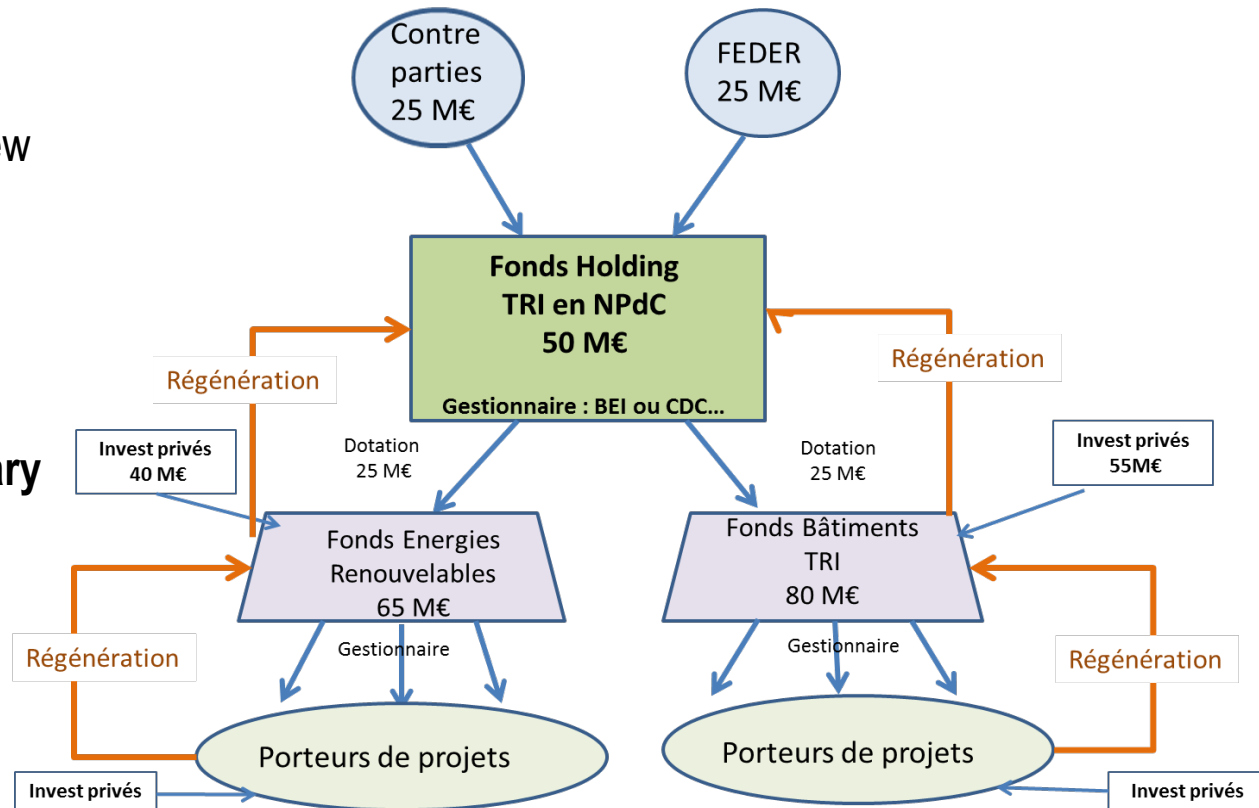 Contre
parties
25 M€
FEDER
25 M€
ew
Fonds Holding
TRI en NPdC
50 M€
Gestionnaire : BEI ou CDC...
Régénération
Régénération
Invest privés
40 M€
ary
Dotation
25 M€
Dotation
25 M€
Invest privés
55M€
Fonds Energies
Renouvelables
65 M€
Fonds Bâtiments
TRI
80 M€
Régénération
Gestionnaire
Gestionnaire
Régénération
Porteurs de projets
Porteurs de projets
Invest privés
Invest privés